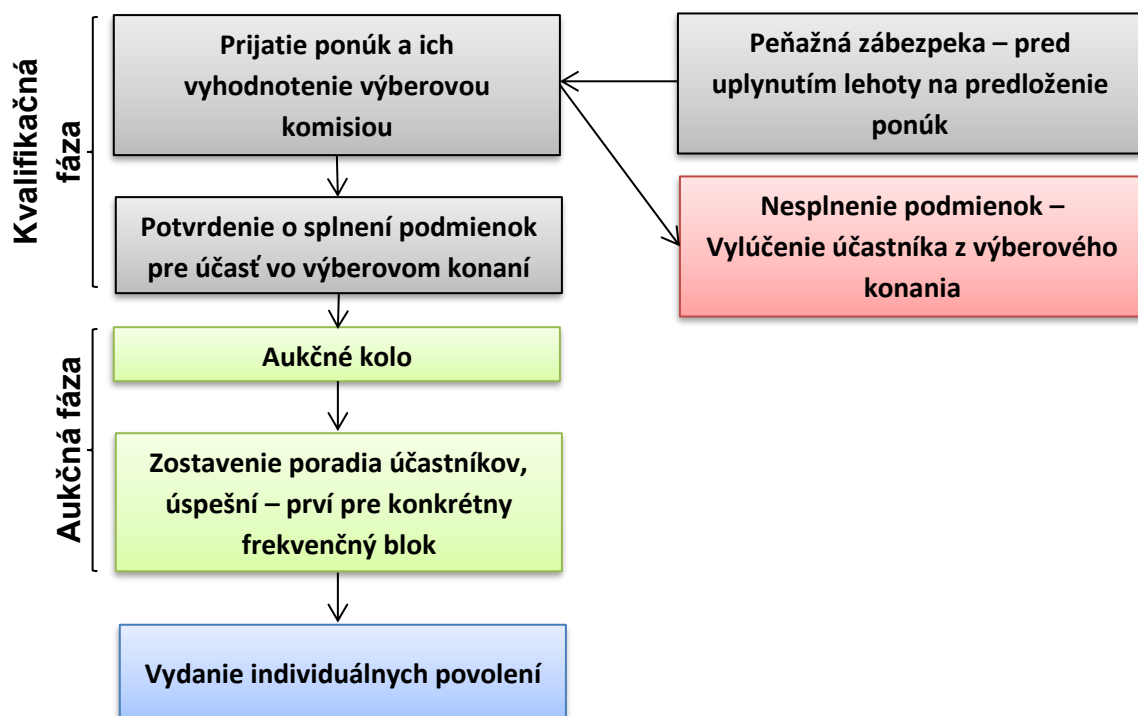 Kvalifikačná
fáza
Prijatie ponúk a ich
vyhodnotenie výberovou
komisiou
Peňažná zábezpeka – pred
uplynutím lehoty na predloženie
ponúk
Potvrdenie o splnení podmienok
pre účasť vo výberovom konaní
Nesplnenie podmienok –
Vylúčenie účastníka z výberového
konania
Aukčná fáza
Aukčné kolo
Zostavenie poradia účastníkov,
úspešní – prví pre konkrétny
frekvenčný blok
Vydanie individuálnych povolení